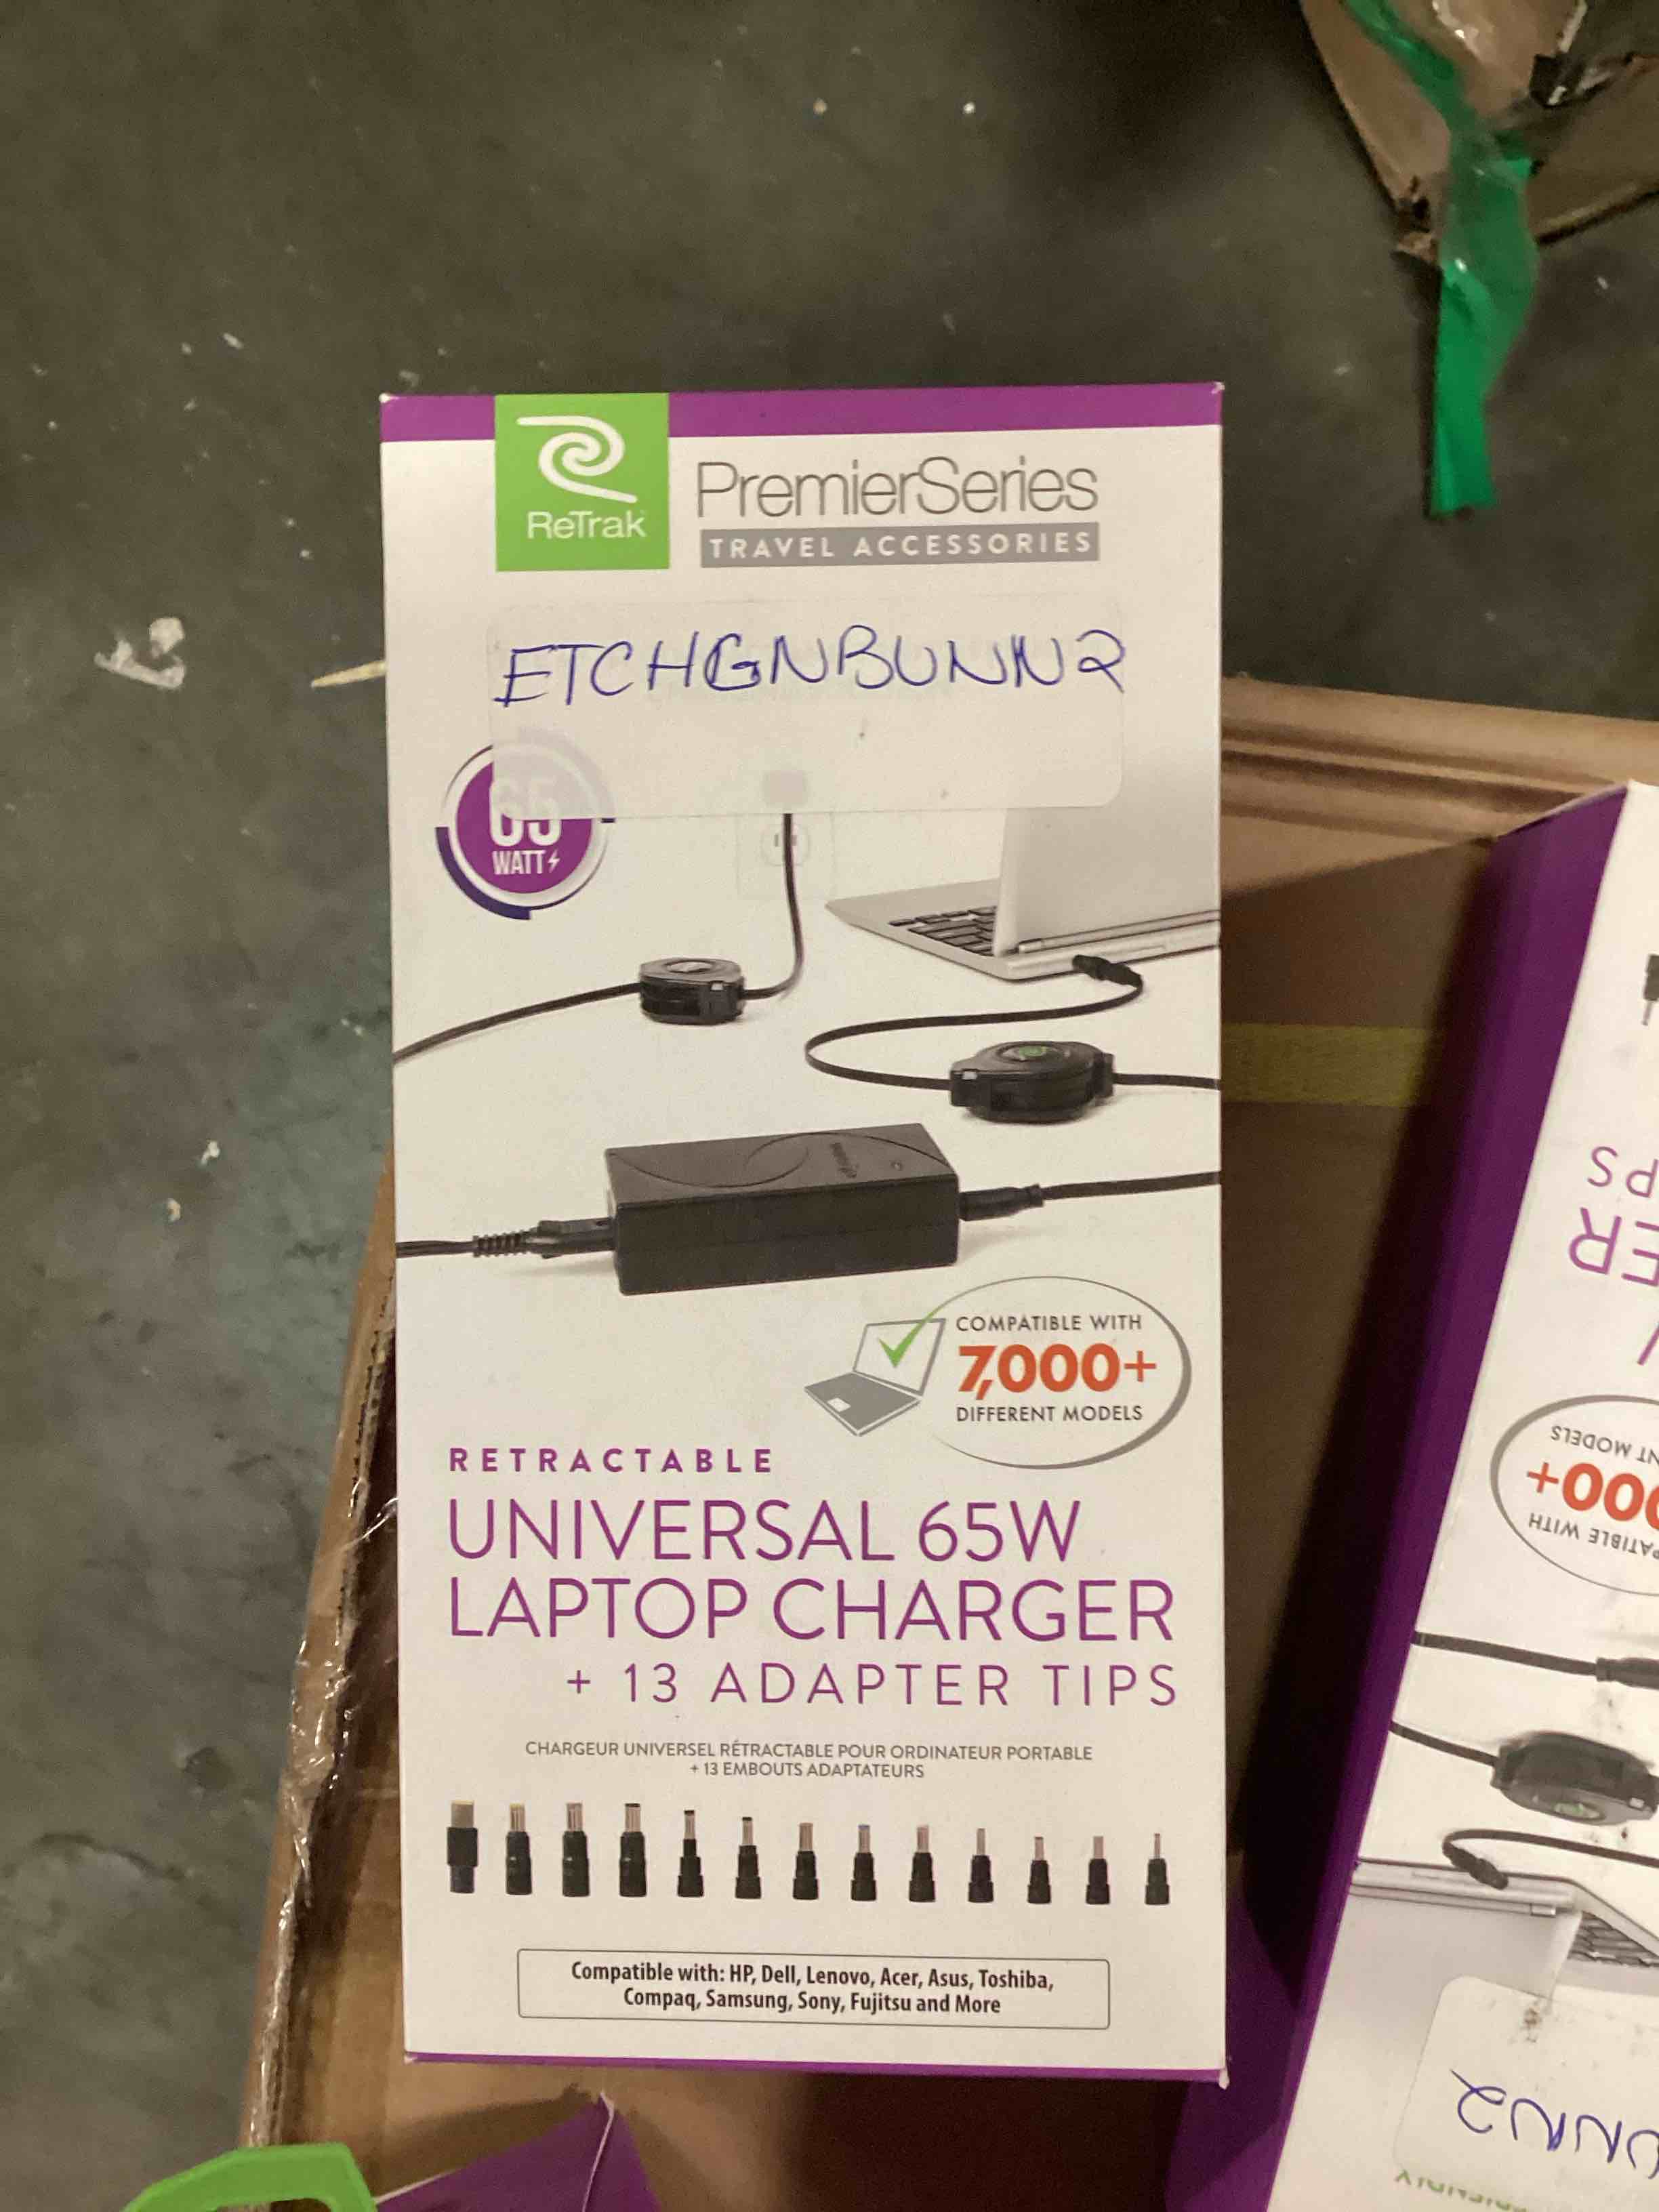 ReTrak
PremierSeries
TRAVEL ACCESSORIES
ETCHGNBUNN2
65
WATT
COMPATIBLE WITH
7,000+
DIFFERENT MODELS
RETRACTABLE
UNIVERSAL 65W
LAPTOP CHARGER
+ 13 ADAPTER TIPS
CHARGEUR UNIVERSEL RÉTRACTABLE POUR ORDINATEUR PORTABLE
+ 13 EMBOUTS ADAPTATEURS
Compatible with: HP, Dell, Lenovo, Acer, Asus, Toshiba,
Compaq, Samsung, Sony, Fujitsu and More